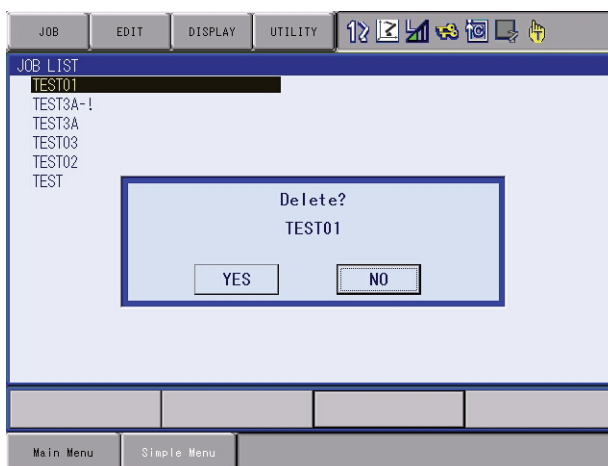 JOB EDIT DISPLAY UTILITY
JOB LIST
TEST01
TEST3A-!
TEST3A
TEST03
TEST02
TEST
Delete?
TEST01
YES NO
Main Menu Simple Menu